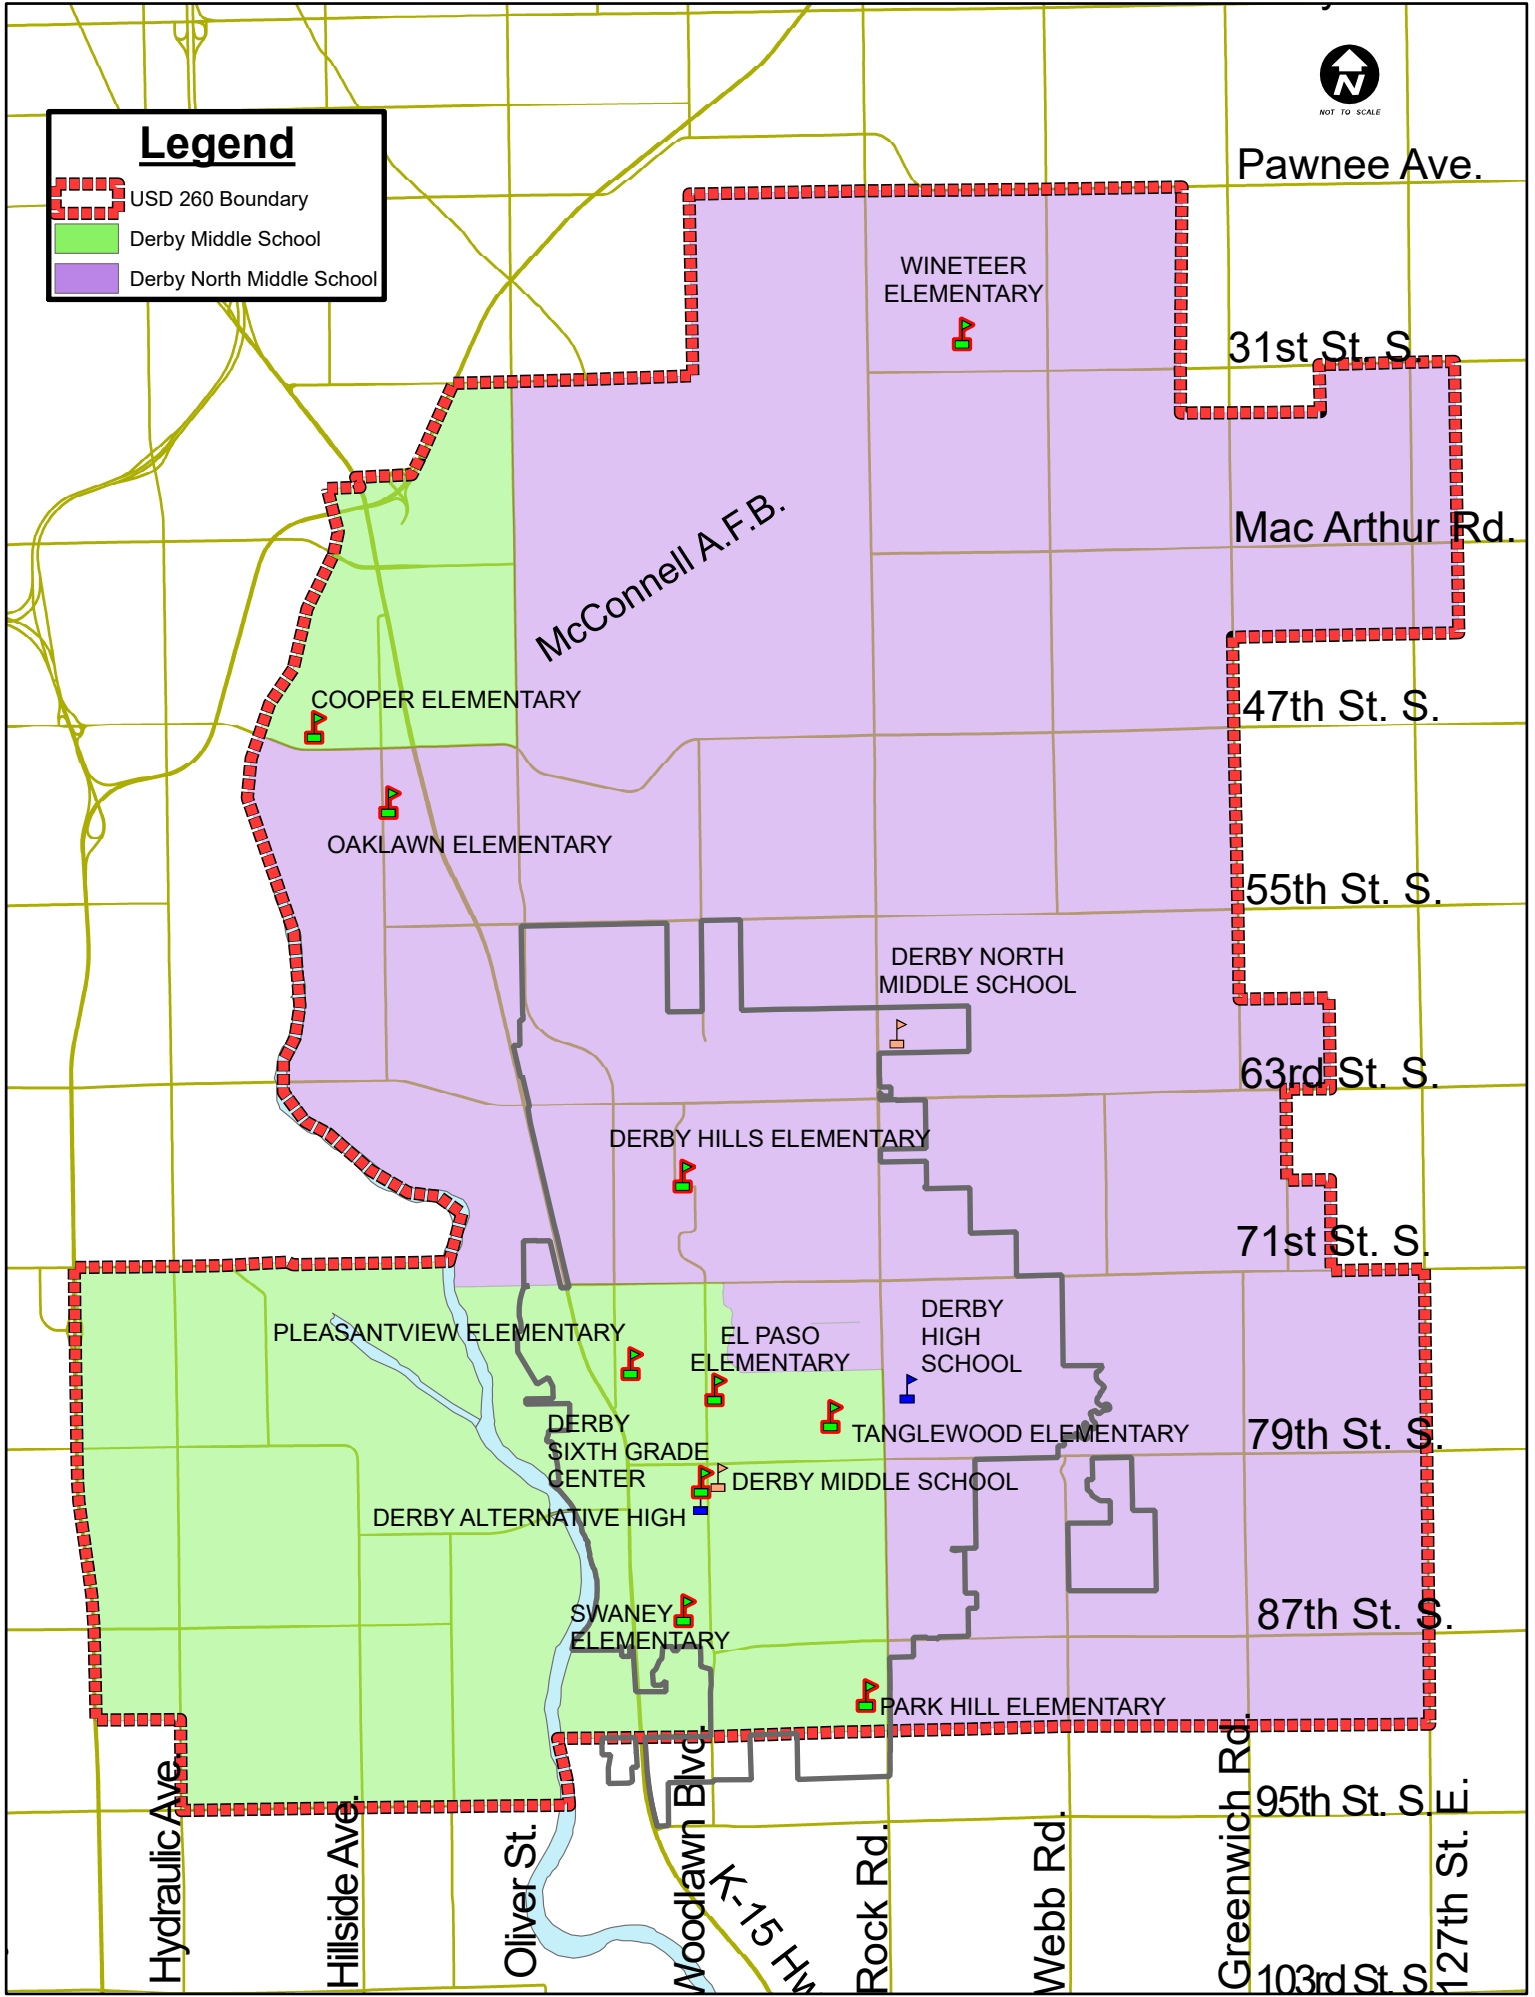 N
NOT TO SCALE
Legend
USD 260 Boundary
Derby Middle School
Derby North Middle School
Pawnee Ave.
WINETEER
ELEMENTARY
31st St. S.
McConnell A.F.B.
Mac Arthur Rd.
COOPER ELEMENTARY
47th St. S.
OAKLAWN ELEMENTARY
55th St. S.
DERBY NORTH
MIDDLE SCHOOL
63rd St. S.
DERBY HILLS ELEMENTARY
71st St. S.
PLEASANTVIEW ELEMENTARY
EL PASO
ELEMENTARY
DERBY
HIGH
SCHOOL
DERBY
SIXTH GRADE
CENTER
TANGLEWOOD ELEMENTARY
79th St. S.
DERBY MIDDLE SCHOOL
DERBY ALTERNATIVE HIGH
SWANEY
ELEMENTARY
87th St. S.
PARK HILL ELEMENTARY
Hydraulic Ave.
Hillside Ave.
Oliver St.
Woodlawn Blvd.
K-15 Hw
Rock Rd.
Webb Rd.
Greenwich Rd.
95th St. S.
127th St. E.
103rd St. S.